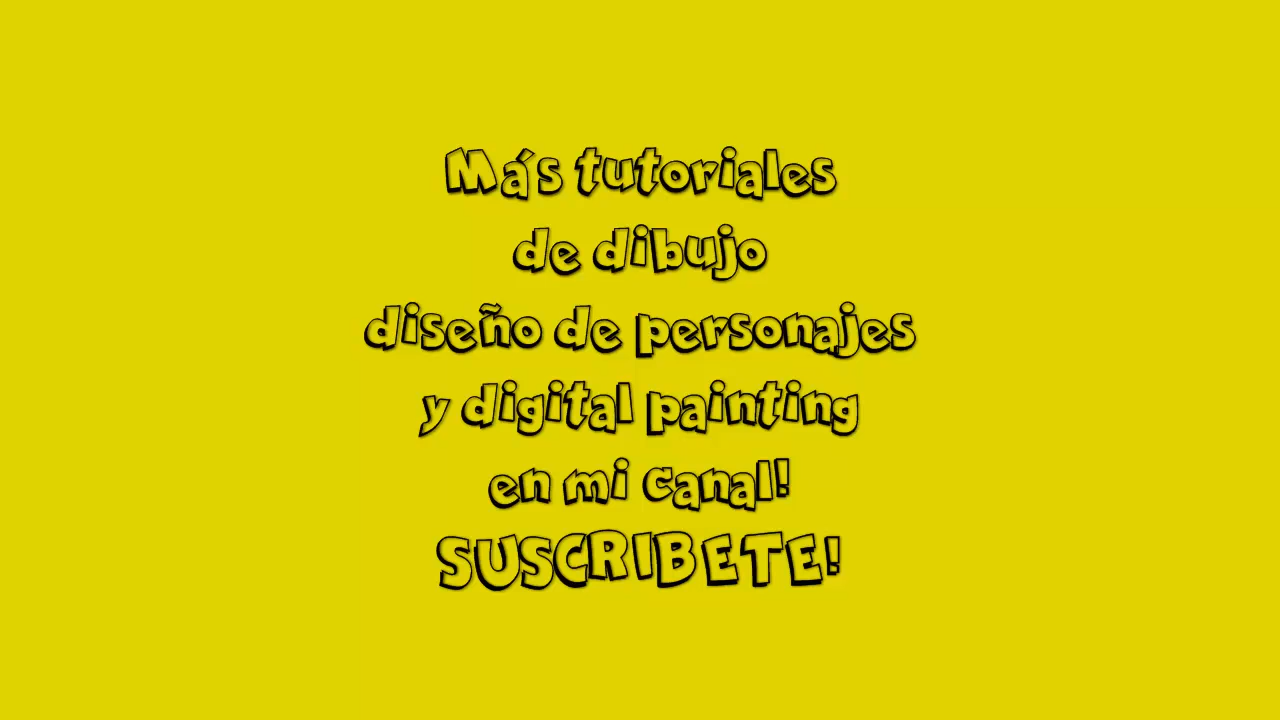 Más tutoriales
de dibujo
diseño de personajes
y digital painting
en mi canal!
SUSCRIBETE!